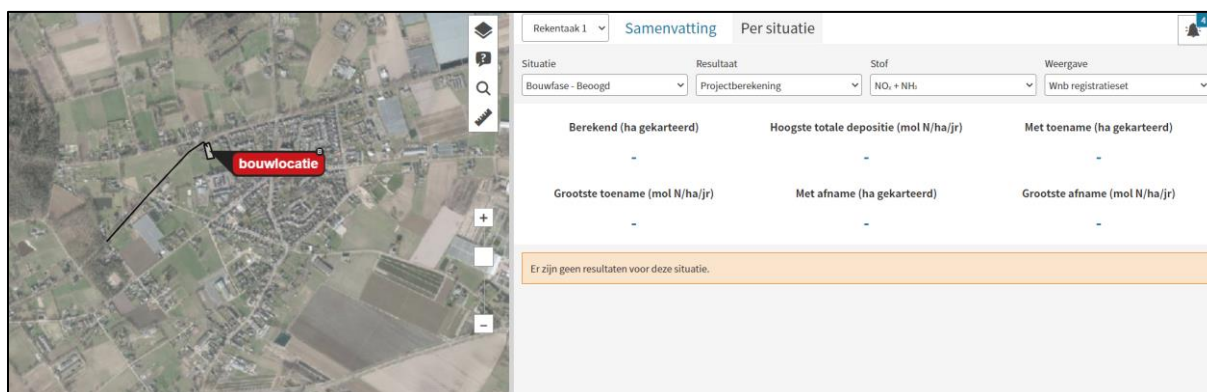 Rekentaak 1
Samenvatting
Per situatie
4
Situatie
Resultaat
Stof
Weergave
Bouwfase - Beoogd
Projectberekening
NOₓ + NH₃
Wnb registratieset
Berekend (ha gekarteerd)
Hoogste totale depositie (mol N/ha/jr)
Met toename (ha gekarteerd)
-
-
-
Grootste toename (mol N/ha/jr)
Met afname (ha gekarteerd)
Grootste afname (mol N/ha/jr)
-
-
-
Er zijn geen resultaten voor deze situatie.
bouwlocatie
?
+
–